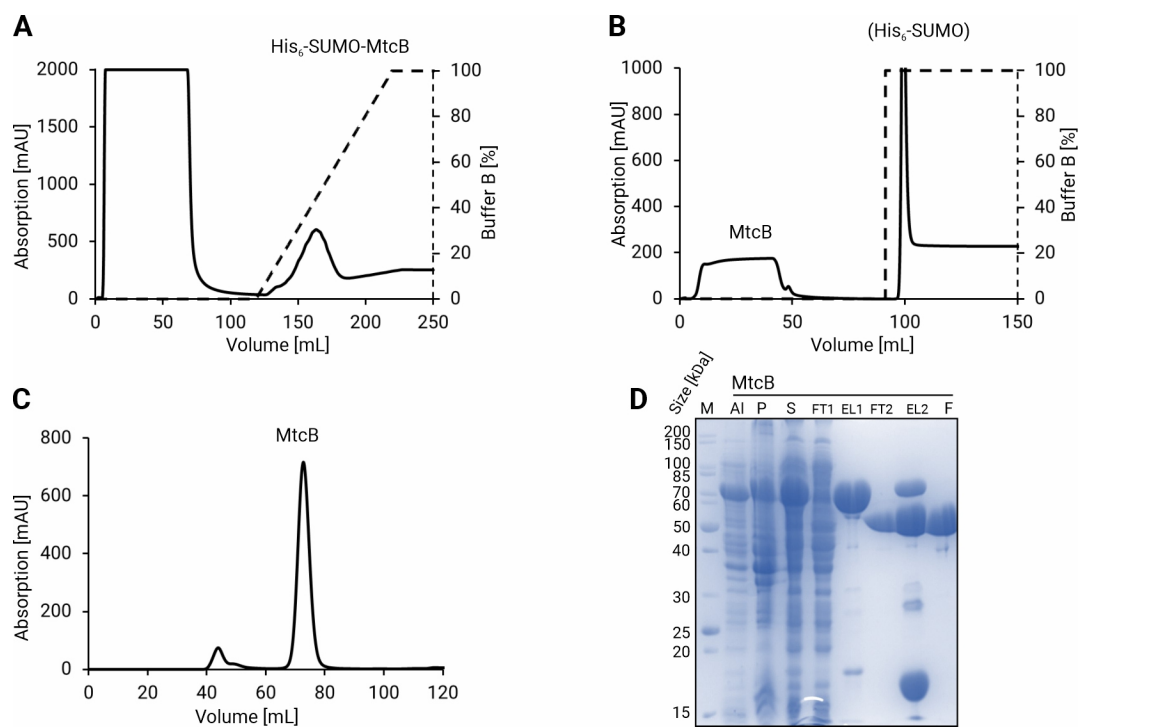 A
His6-SUMO-MtcB
Absorption [mAU]
2000
1500
1000
500
0
0 50 100 150 200 250
Volume [mL]
100
80
60
40
20
0
Buffer B [%]
B
(His6-SUMO)
Absorption [mAU]
1000
800
600
400
200
0
MtcB
0 50 100 150
Volume [mL]
100
80
60
40
20
0
Buffer B [%]
C
MtcB
Absorption [mAU]
800
600
400
200
0
0 20 40 60 80 100 120
Volume [mL]
D
Size [kDa]
MtcB
M AI P S FT1 EL1 FT2 EL2 F
200
150
100
85
70
60
50
40
30
25
20
15